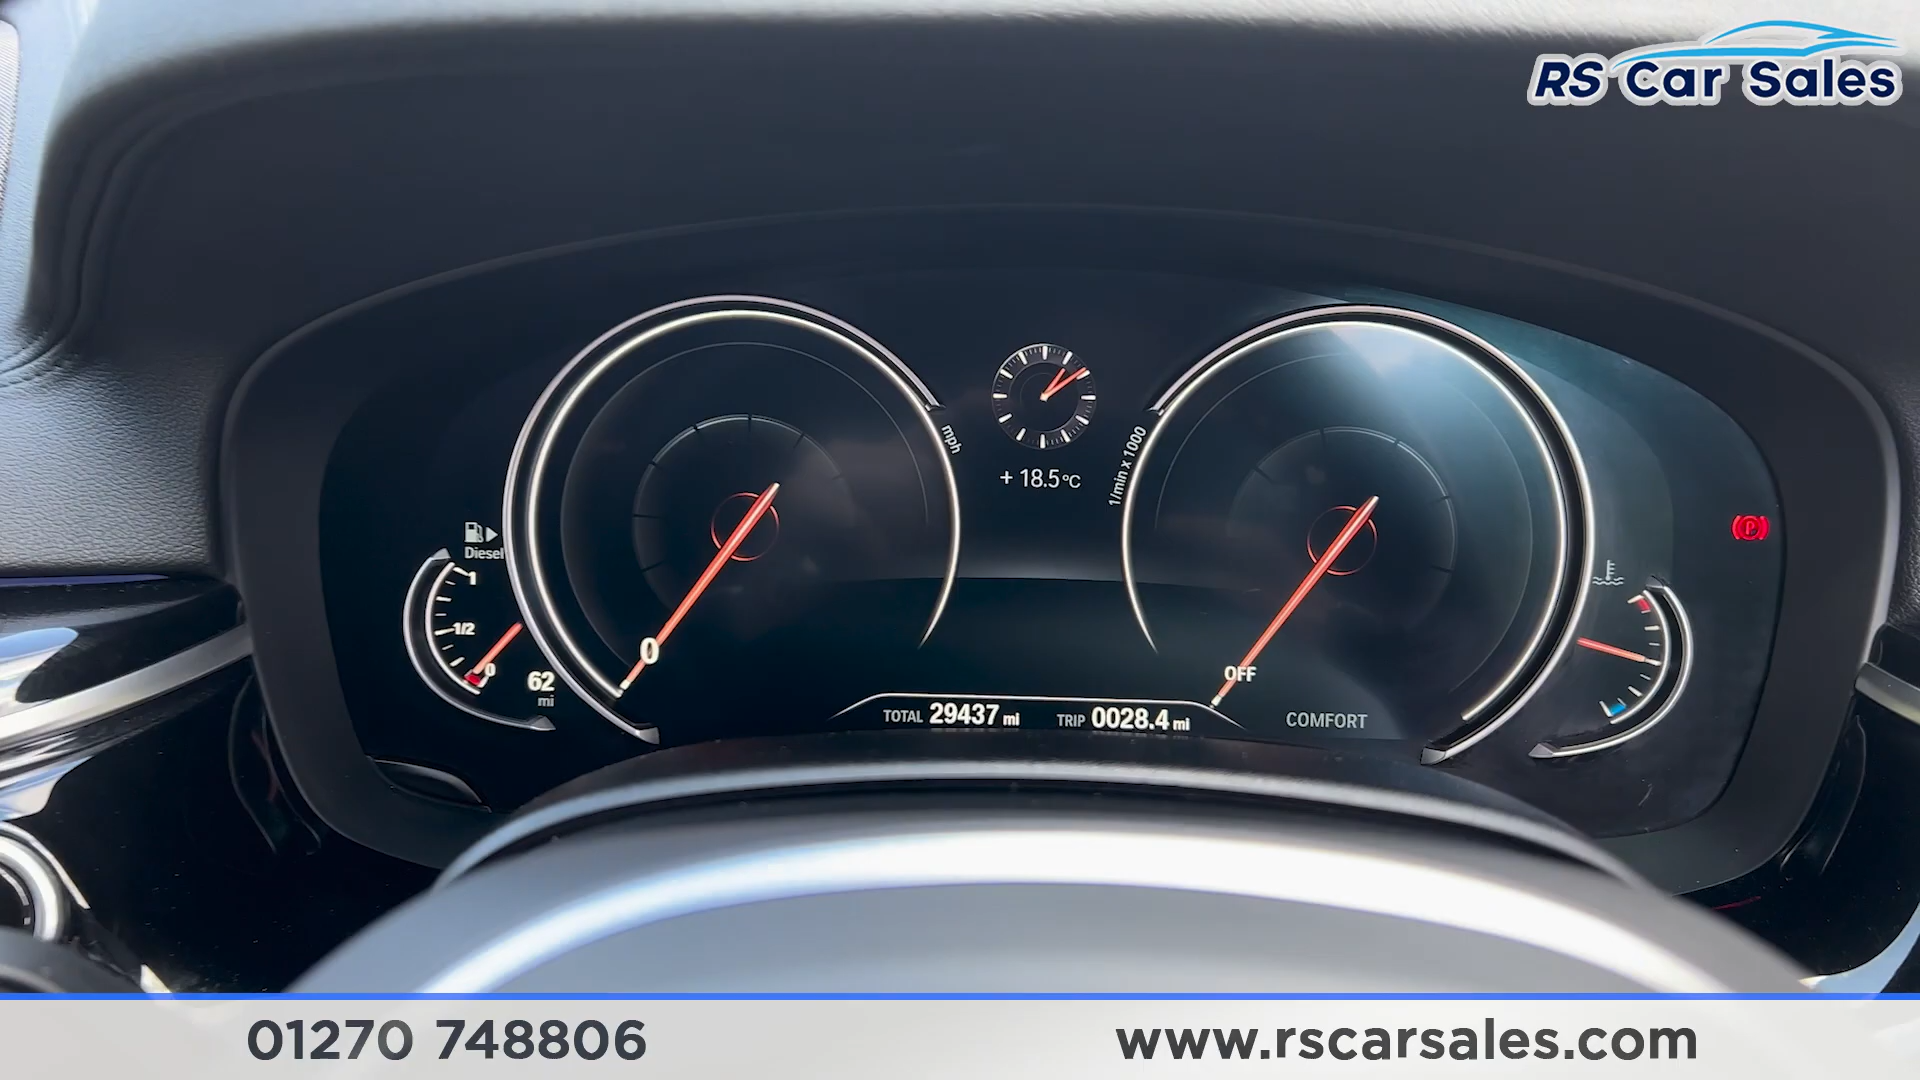 RS Car Sales
mph
1/min x 1000
+ 18.5°C
Diesel
1
1/2
0
62
mi
0
OFF
TOTAL 29437 mi
TRIP 0028.4 mi
COMFORT
01270 748806
www.rscarsales.com